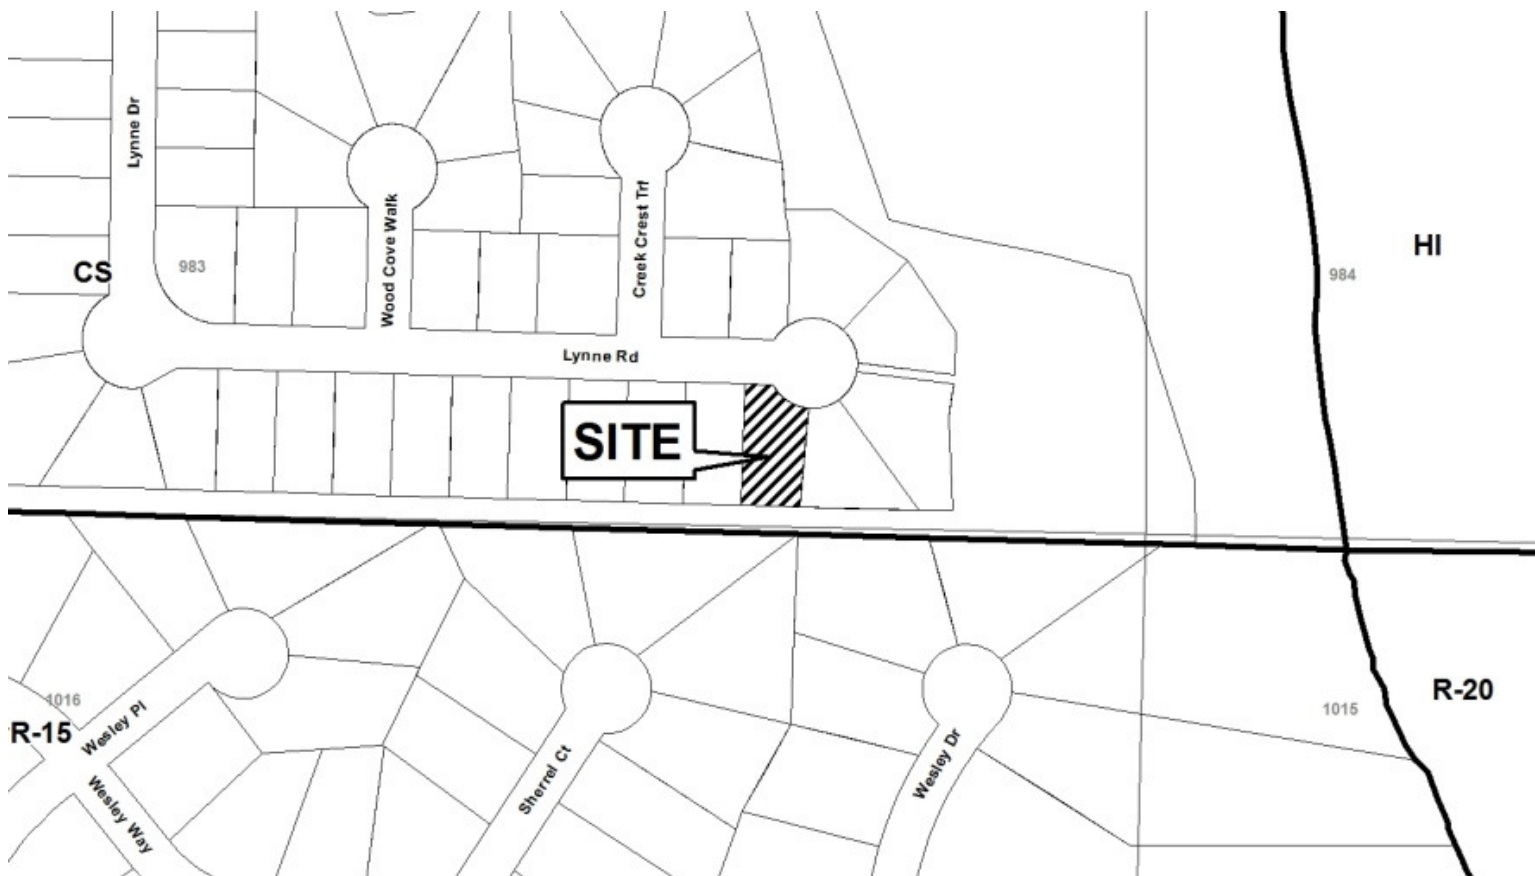 Lynne Dr
Wood Cove Walk
Creek Crest Trl
HI
CS
983
984
Lynne Rd
SITE
1016
R-15
Wesley Pl
Wesley Way
Sherrel Ct
Wesley Dr
1015
R-20